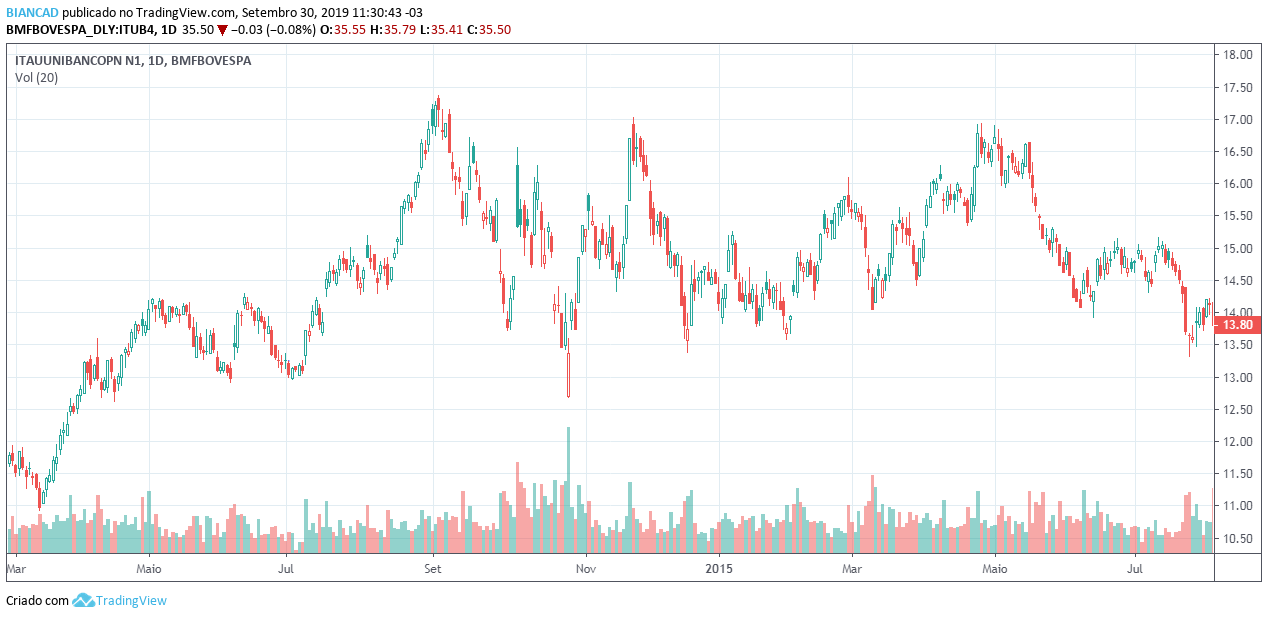 BIANCAD publicado no TradingView.com, Setembro 30, 2019 11:30:43 -03
BMFBOVESPA_DLY:ITUB4, 1D 35.50 ▼ −0.03 (−0.08%) O:35.55 H:35.79 L:35.41 C:35.50
ITAUUNIBANCOPN N1, 1D, BMFBOVESPA
Vol (20)
18.00
17.50
17.00
16.50
16.00
15.50
15.00
14.50
14.00
13.80
13.50
13.00
12.50
12.00
11.50
11.00
10.50
Mar Maio Jul Set Nov 2015 Mar Maio Jul
Criado com TradingView